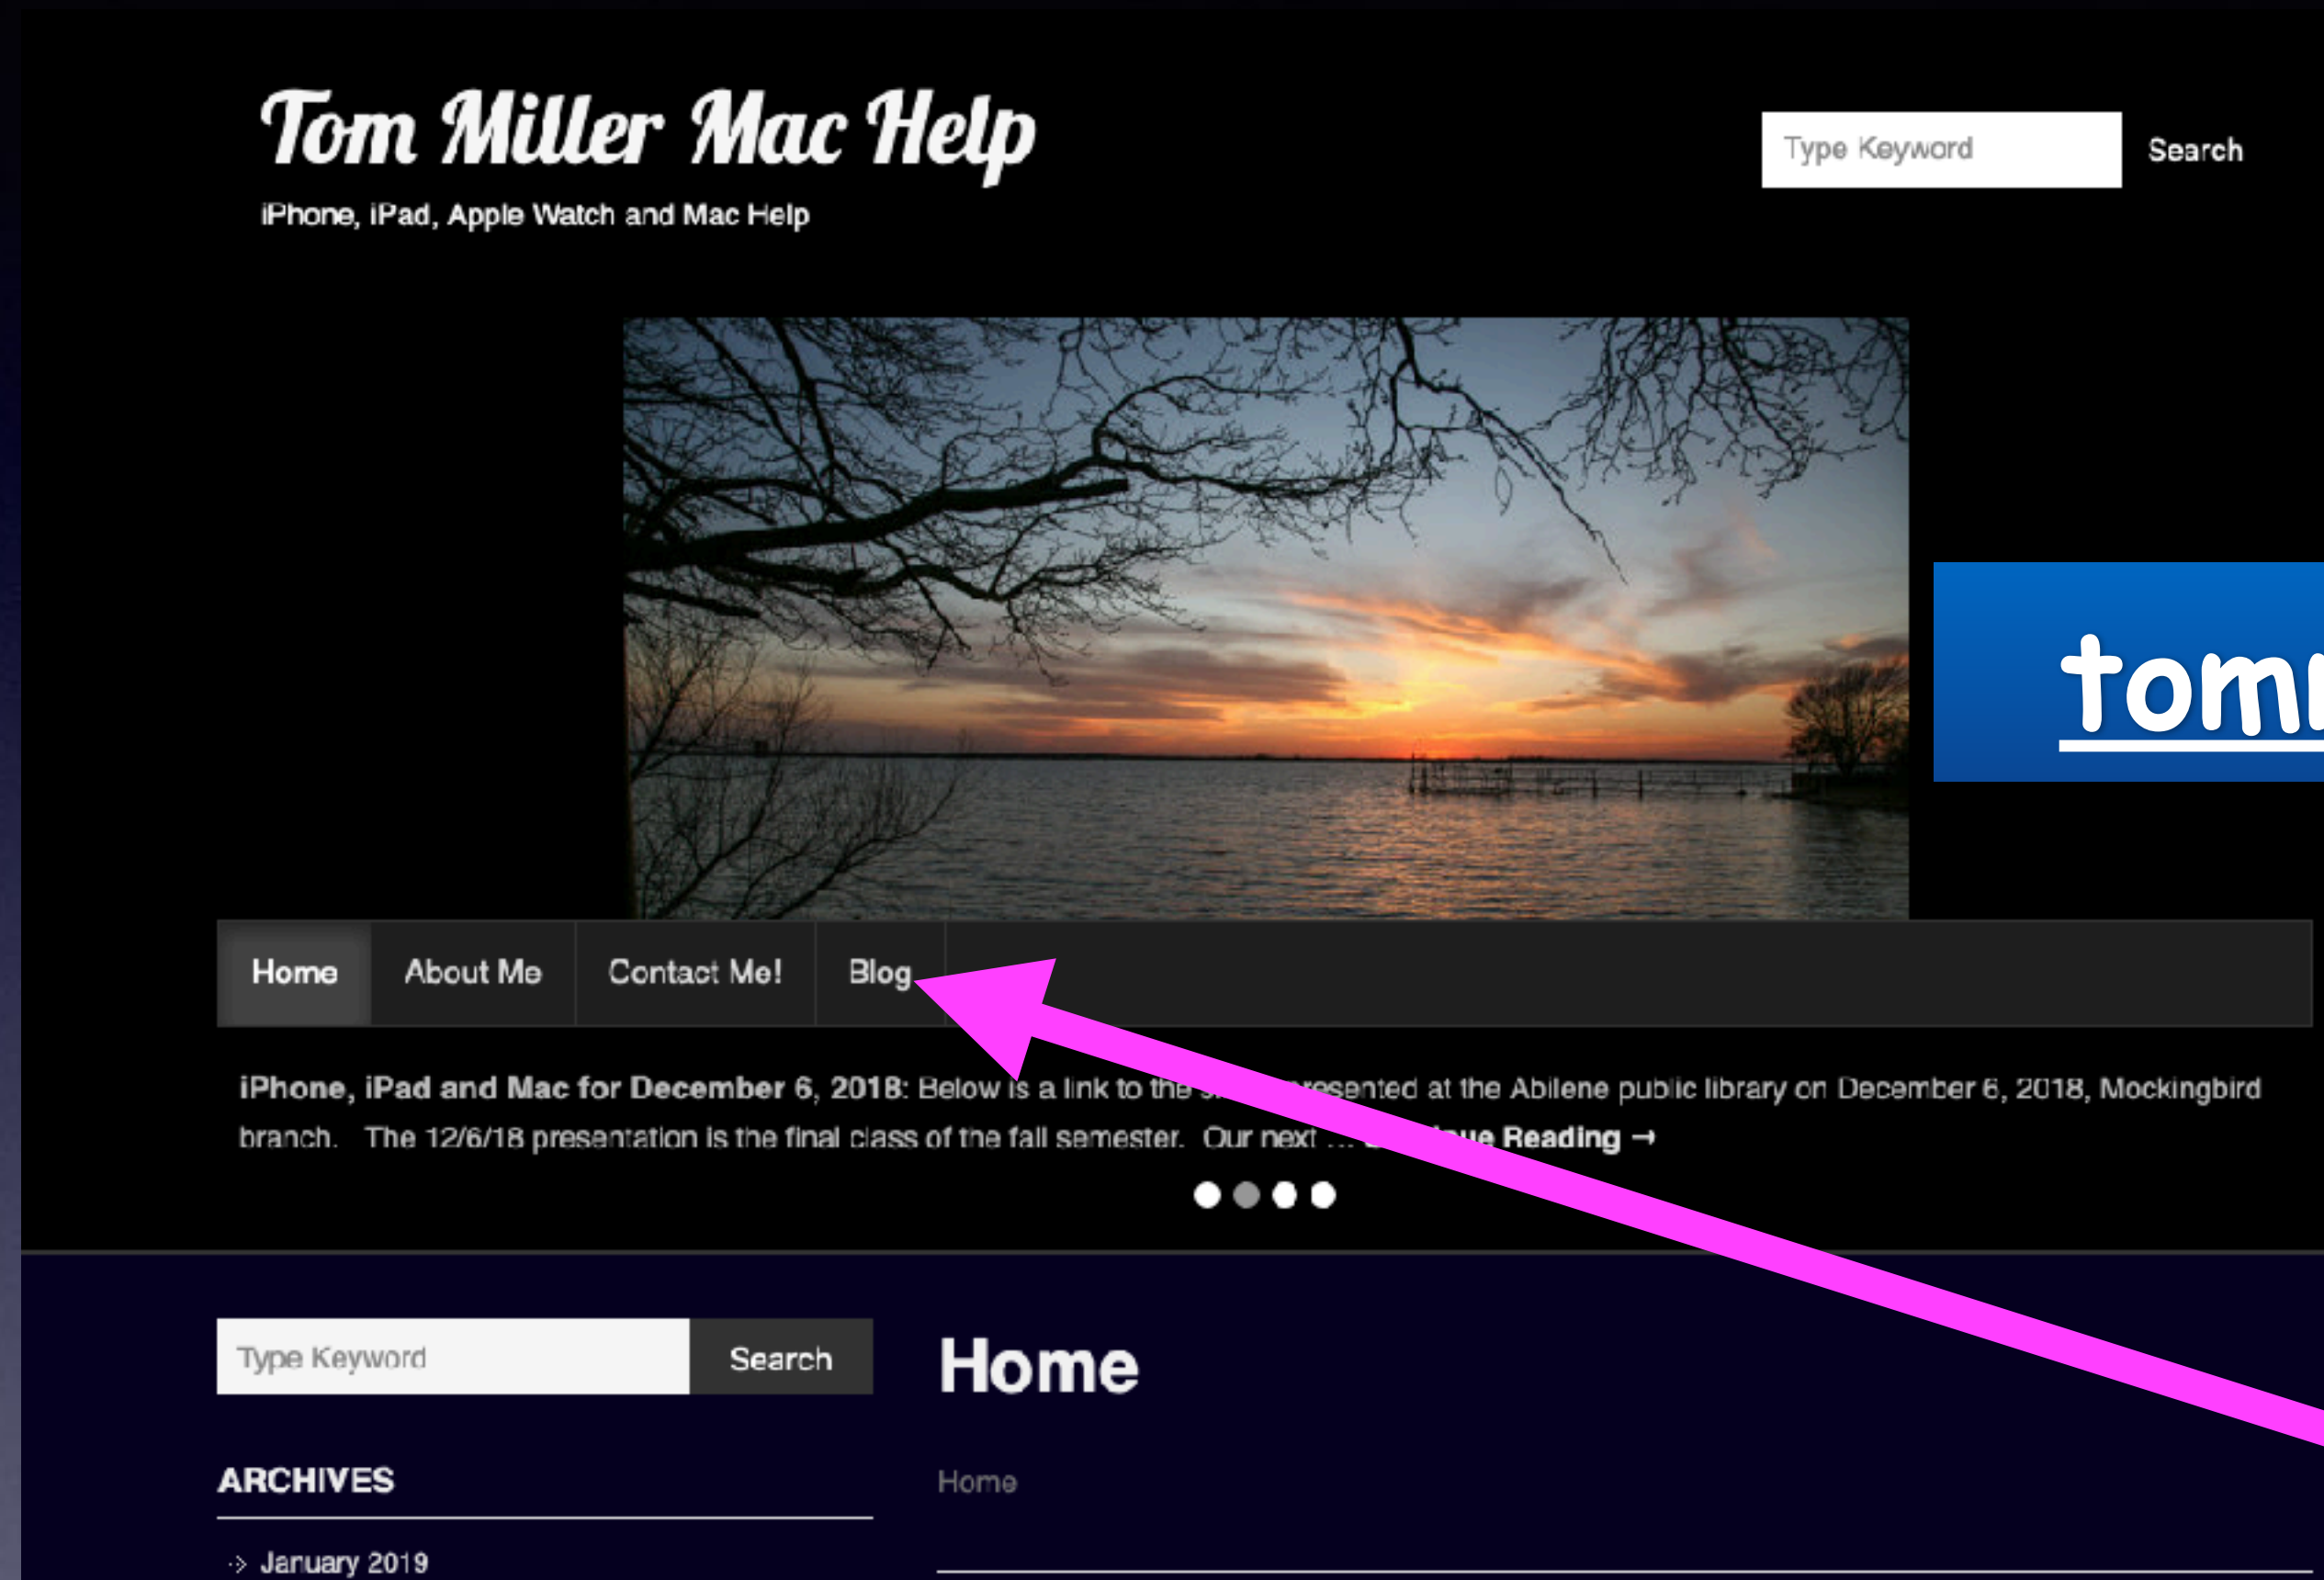 Tom Miller Mac Help
Type Keyword Search
iPhone, iPad, Apple Watch and Mac Help
Home About Me Contact Me! Blog
iPhone, iPad and Mac for December 6, 2018: Below is a link to the presented at the Abilene public library on December 6, 2018, Mockingbird
branch. The 12/6/18 presentation is the final class of the fall semester. Our next ... Reading →
Type Keyword Search
Home
ARCHIVES
Home
January 2019